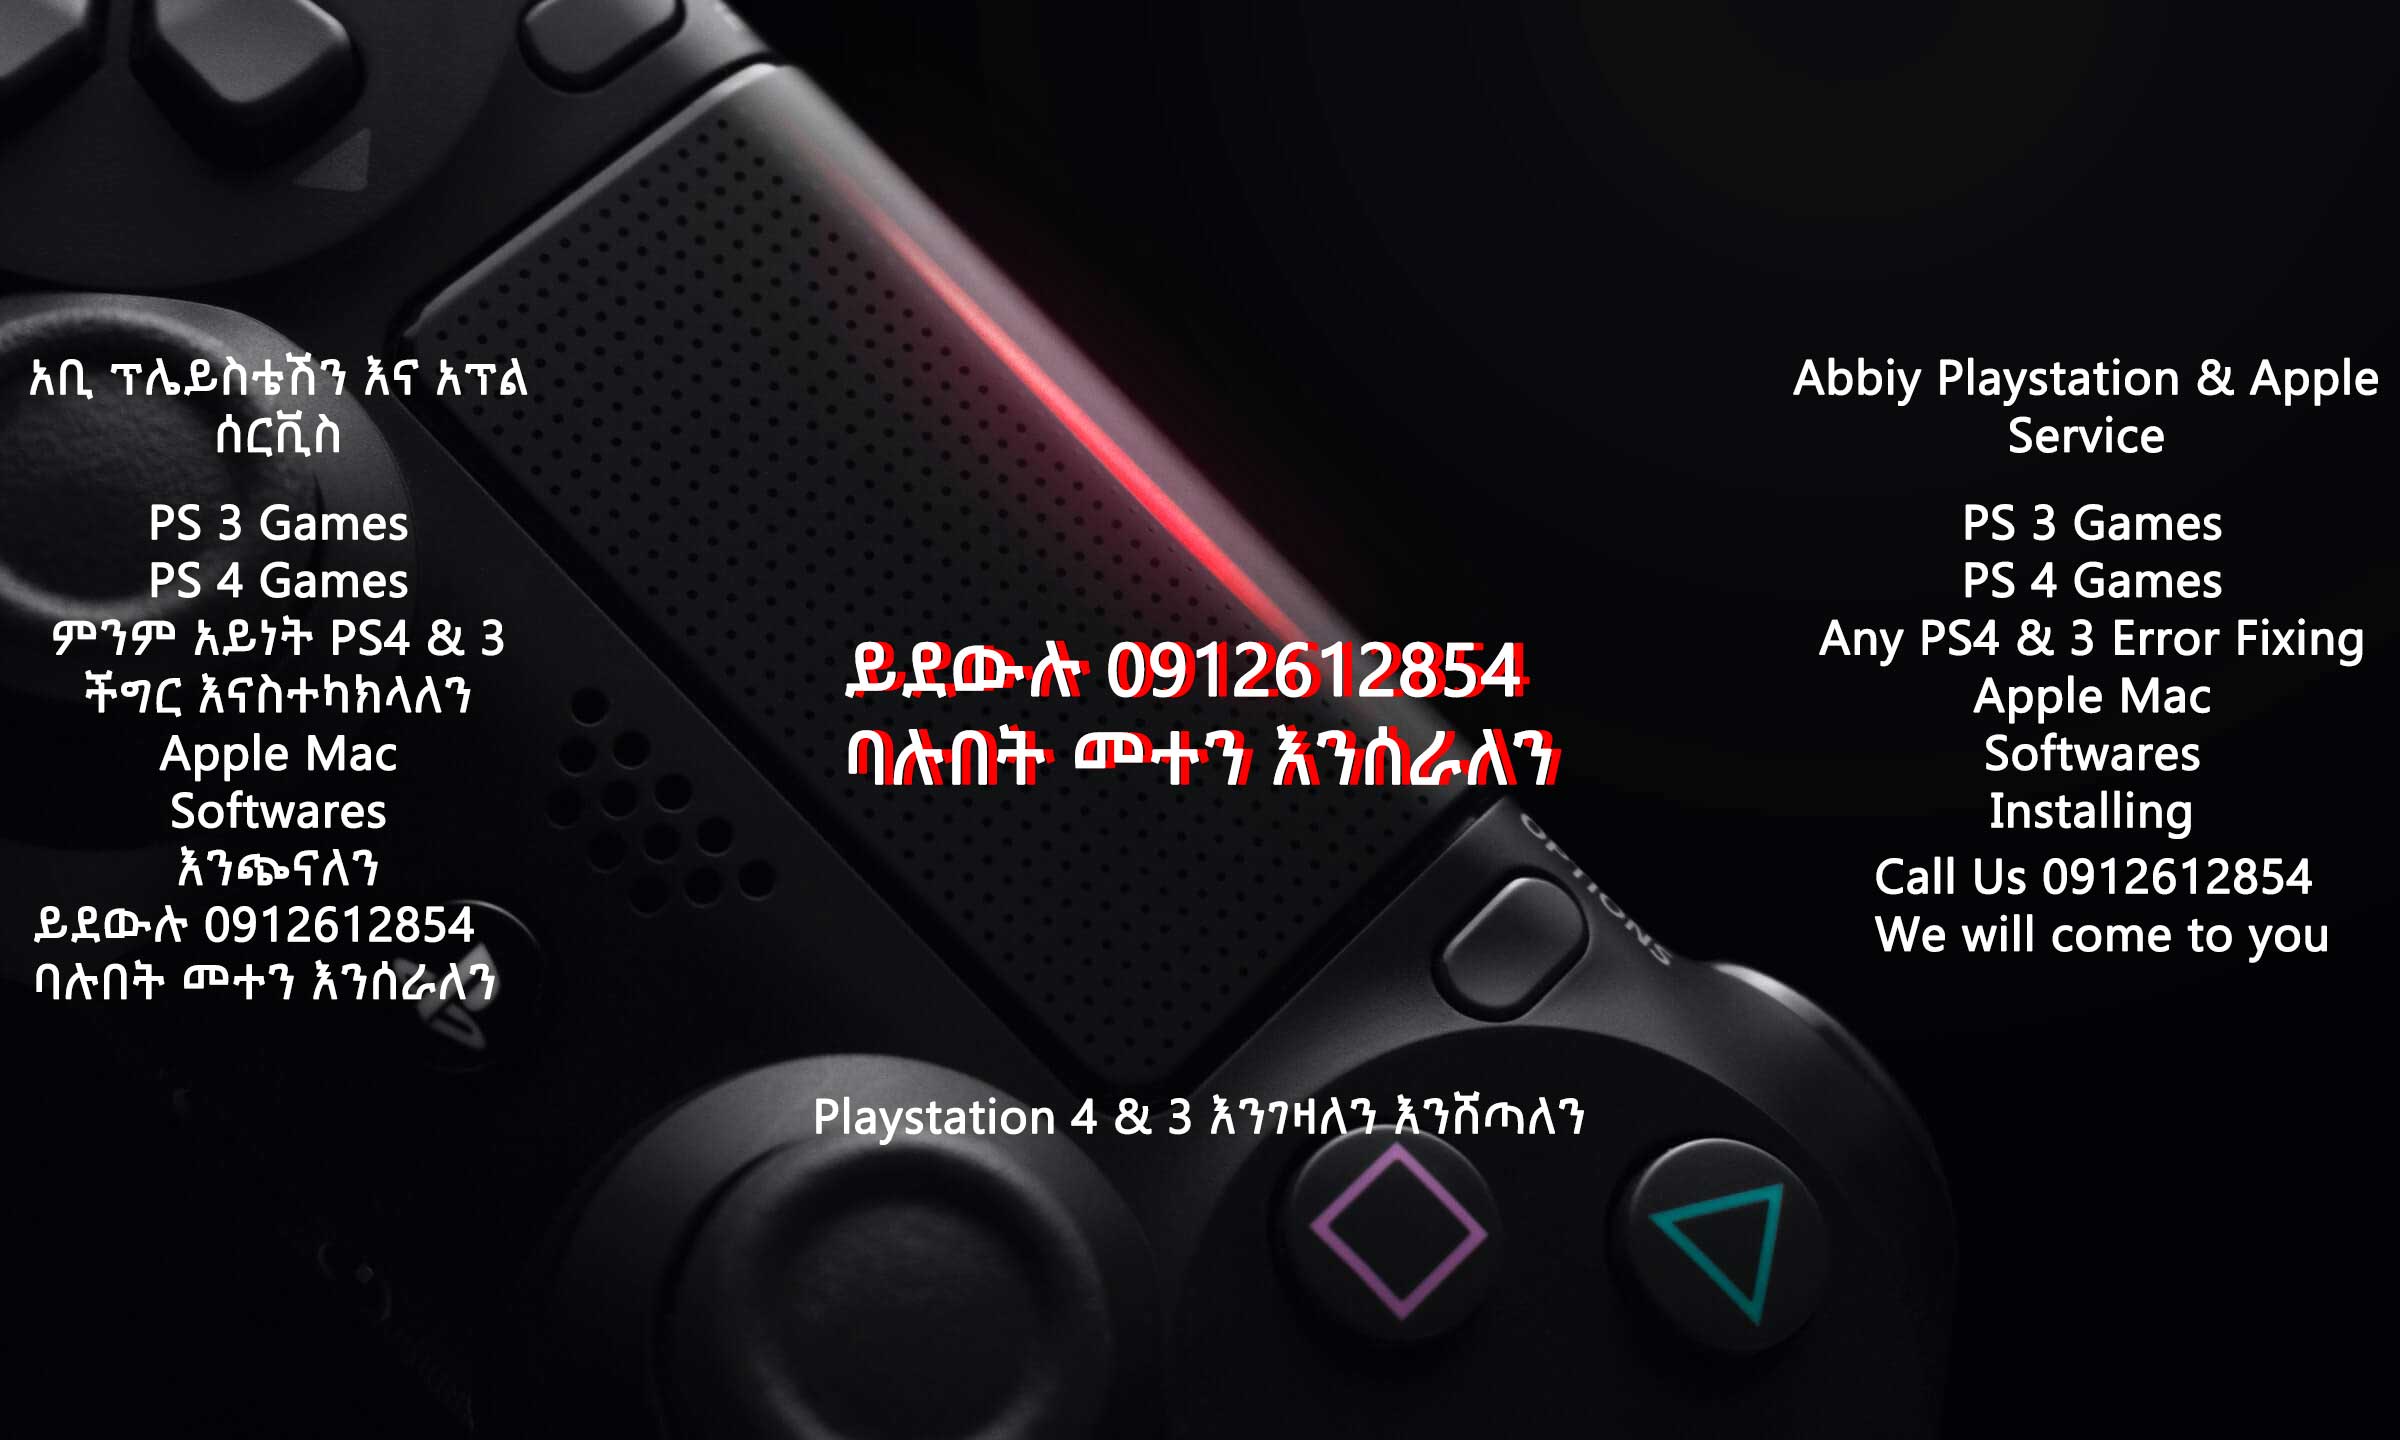 አቢ ፕሌይስቴሽን እና አፕል
ሰርቪስ
PS 3 Games
PS 4 Games
ምንም አይነት PS4 & 3
ችግር እናስተካክላለን
Apple Mac
Softwares
እንጭናለን
ይደውሉ 0912612854
ባሉበት መተን እንሰራለን
ይደውሉ 0912612854
ባሉበት መተን እንሰራለን
OPTIONS
Playstation 4 & 3 እንገዛለን እንሸጣለን
Abbiy Playstation & Apple
Service
PS 3 Games
PS 4 Games
Any PS4 & 3 Error Fixing
Apple Mac
Softwares
Installing
Call Us 0912612854
We will come to you